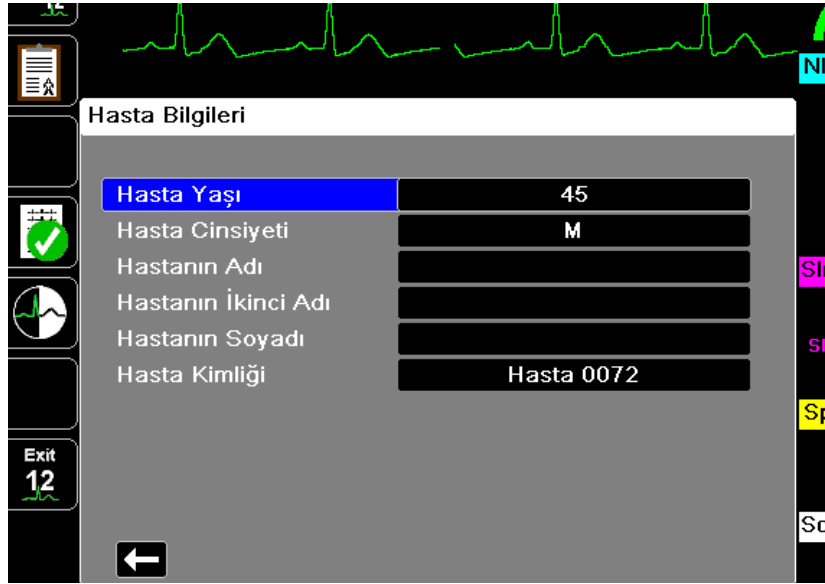 12
Hasta Bilgileri
Hasta Yaşı 45
Hasta Cinsiyeti M
Hastanın Adı
Hastanın İkinci Adı
Hastanın Soyadı
Hasta Kimliği Hasta 0072
Exit
12